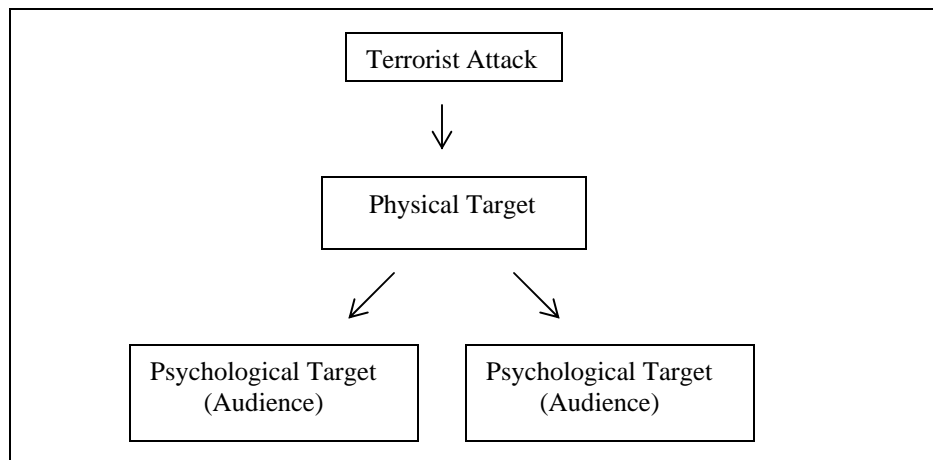 Terrorist Attack
Physical Target
Psychological Target
(Audience)
Psychological Target
(Audience)